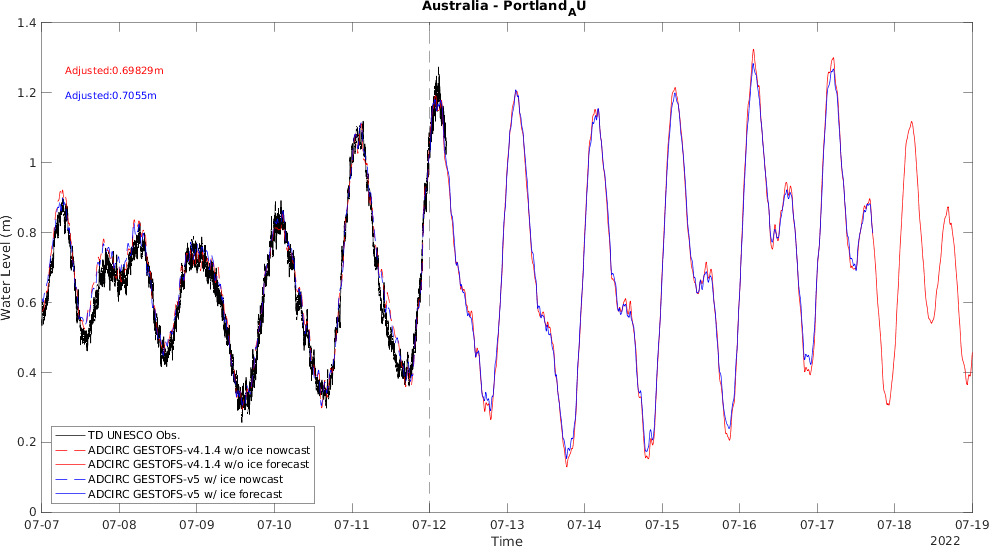 Australia - Portland_AU
1.4
1.2
1
0.8
0.6
0.4
0.2
0
Water Level (m)
Adjusted:0.69829m
Adjusted:0.7055m
TD UNESCO Obs.
ADCIRC GESTOFS-v4.1.4 w/o ice nowcast
ADCIRC GESTOFS-v4.1.4 w/o ice forecast
ADCIRC GESTOFS-v5 w/ ice nowcast
ADCIRC GESTOFS-v5 w/ ice forecast
07-07 07-08 07-09 07-10 07-11 07-12 07-13 07-14 07-15 07-16 07-17 07-18 07-19
Time
2022